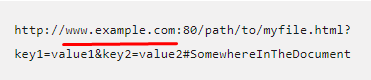 http://www.example.com:80/path/to/myfile.html?
key1=value1&key2=value2#SomewhereInTheDocument